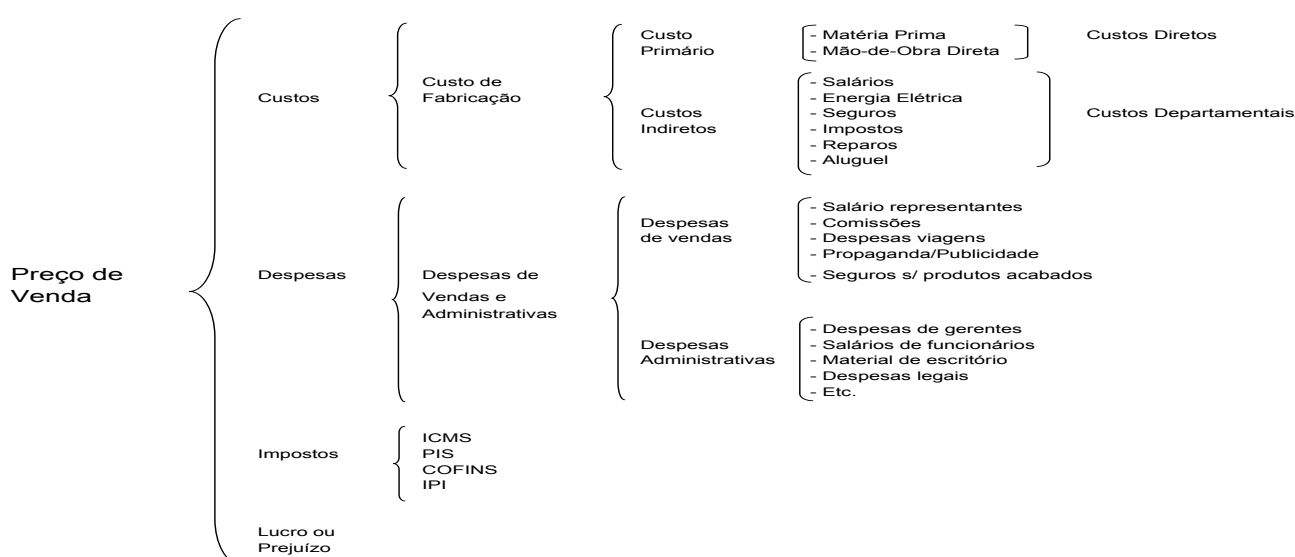 Preço de
Venda
Custos
Custo de
Fabricação
Custo
Primário
- Matéria Prima
- Mão-de-Obra Direta
Custos Diretos
Custos
Indiretos
- Salários
- Energia Elétrica
- Seguros
- Impostos
- Reparos
- Aluguel
Custos Departamentais
Despesas
Despesas de
Vendas e
Administrativas
Despesas
de vendas
- Salário representantes
- Comissões
- Despesas viagens
- Propaganda/Publicidade
- Seguros s/ produtos acabados
Despesas
Administrativas
- Despesas de gerentes
- Salários de funcionários
- Material de escritório
- Despesas legais
- Etc.
Impostos
ICMS
PIS
COFINS
IPI
Lucro ou
Prejuízo